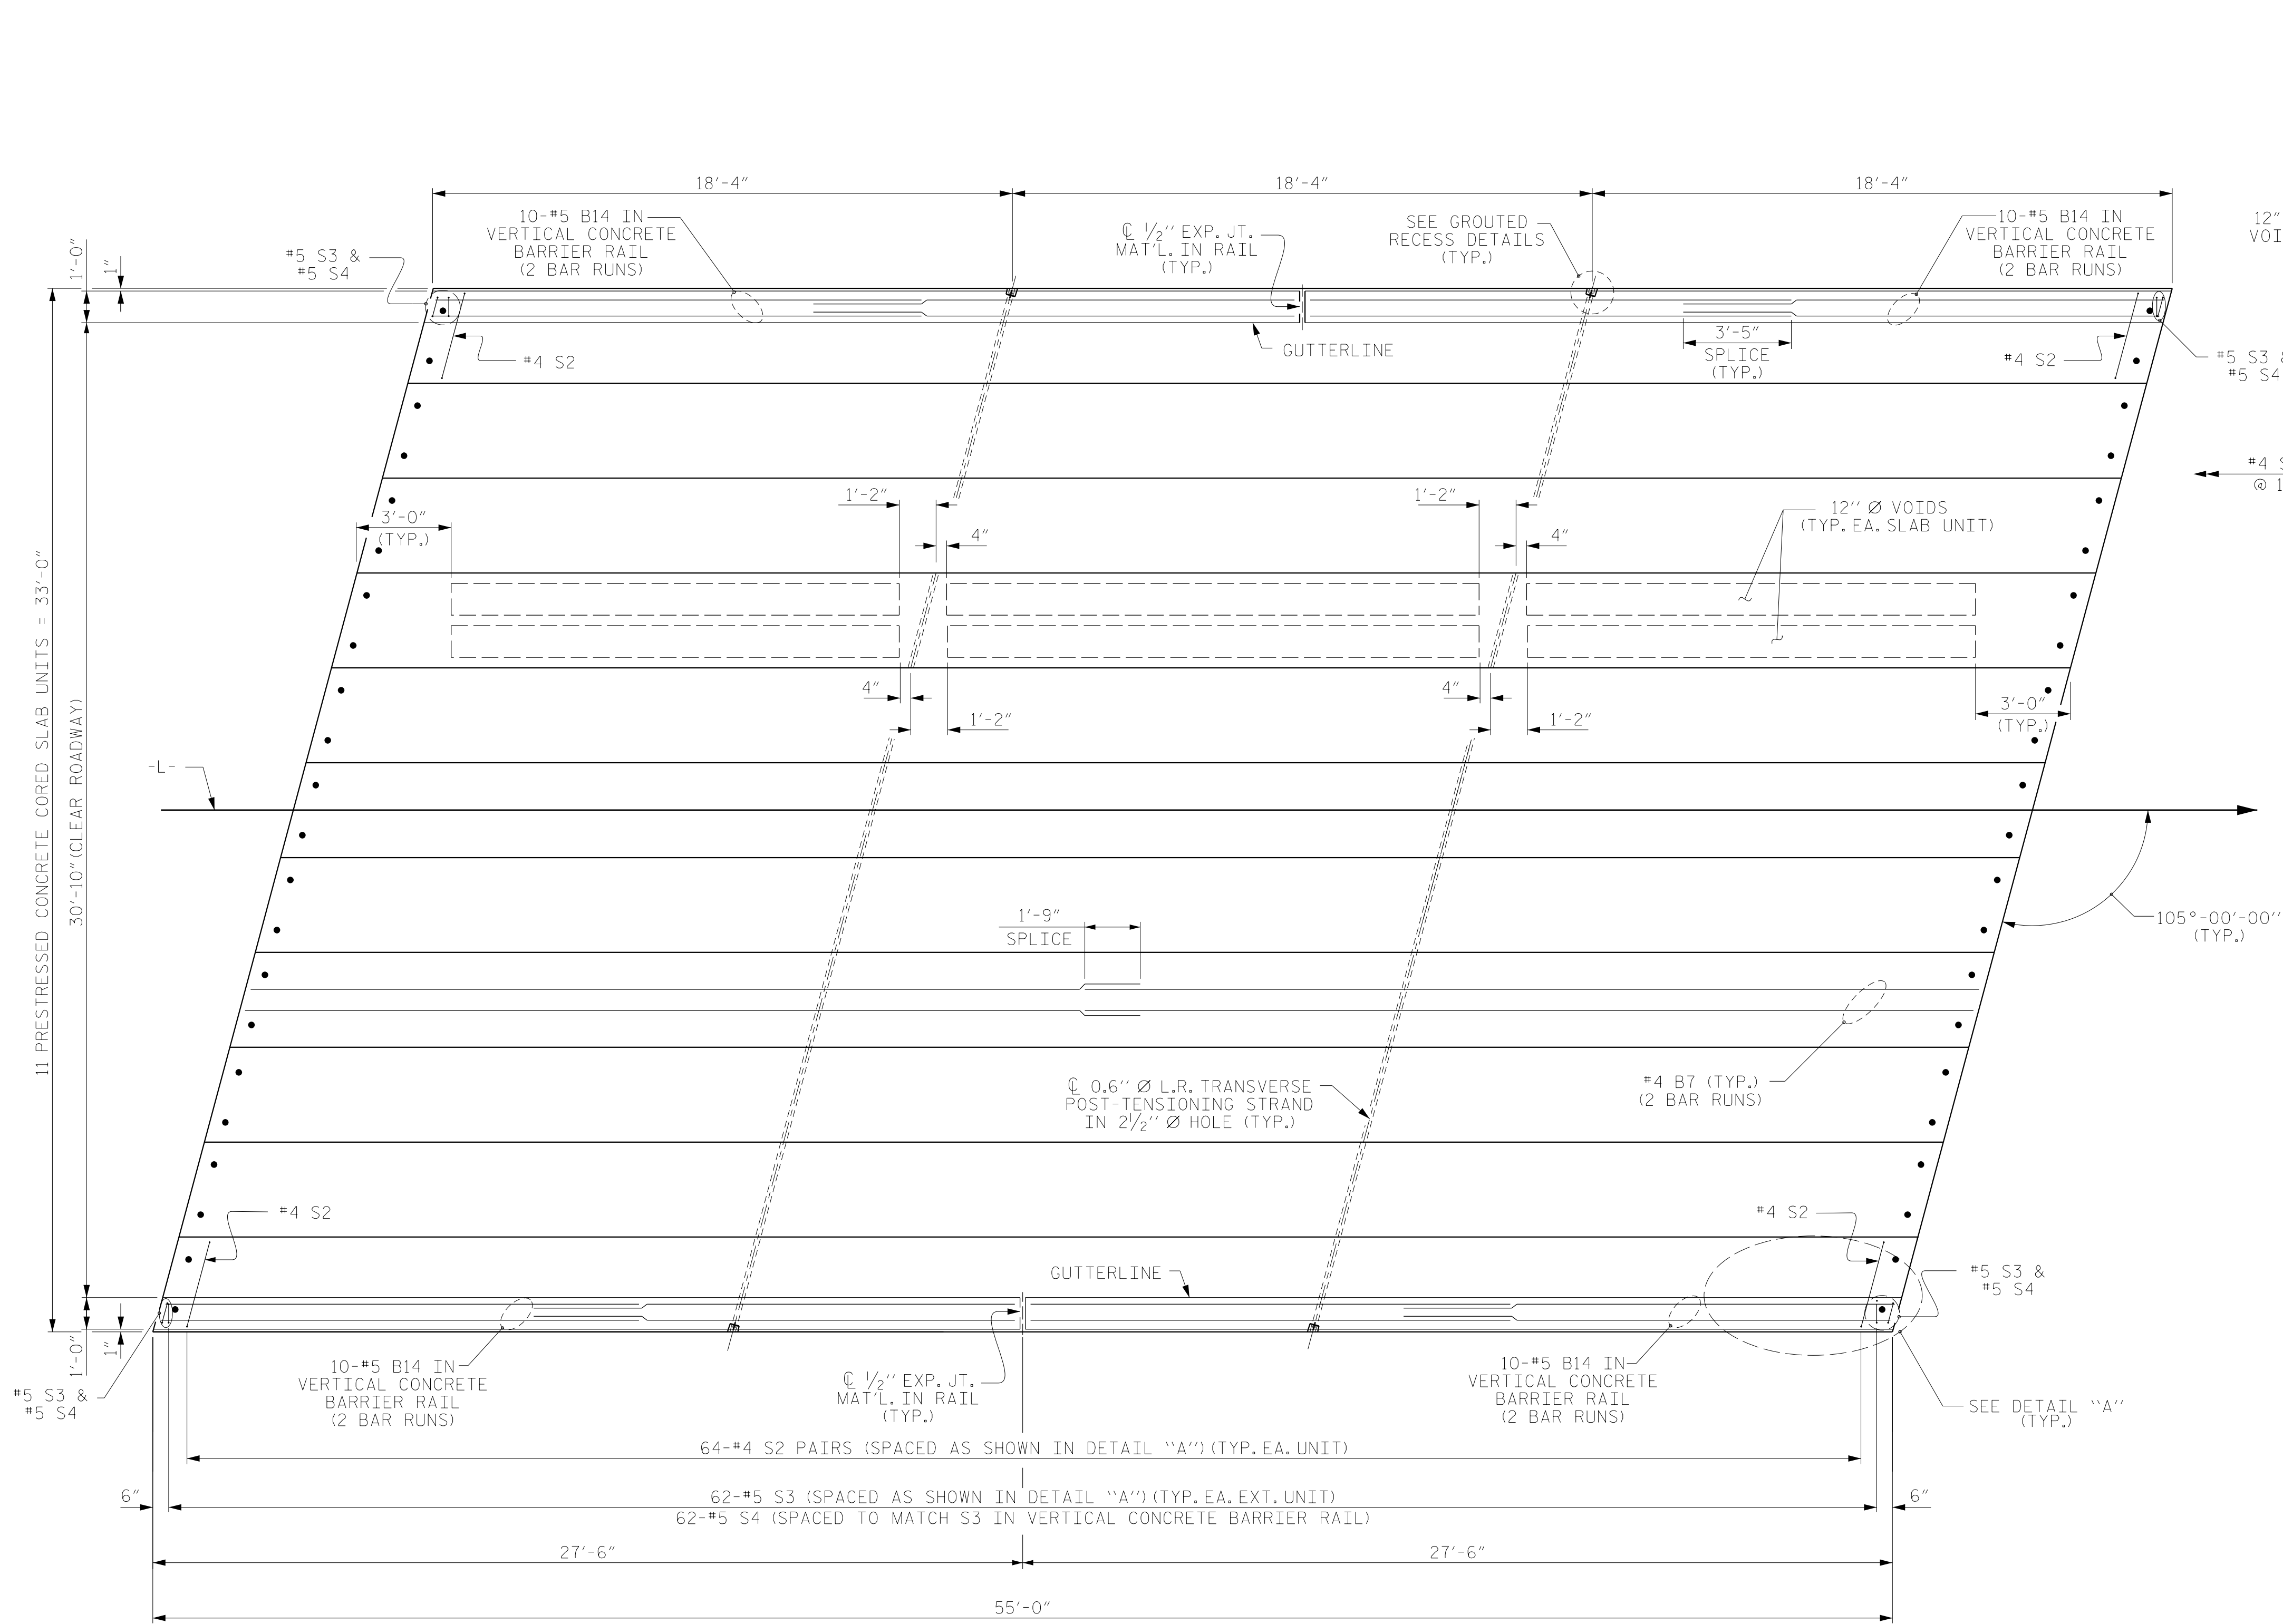 18'-4"
18'-4"
18'-4"
10-#5 B14 IN
VERTICAL CONCRETE
BARRIER RAIL
(2 BAR RUNS)
℄ 1/2" EXP. JT.
MAT'L. IN RAIL
(TYP.)
SEE GROUTED
RECESS DETAILS
(TYP.)
10-#5 B14 IN
VERTICAL CONCRETE
BARRIER RAIL
(2 BAR RUNS)
12"
#5 S3 &
#5 S4
1'-0"
1"
#4 S2
GUTTERLINE
3'-5"
SPLICE
(TYP.)
#4 S2
#5 S3
#5 S4
#4
@ 1
1'-2"
1'-2"
12" Ø VOIDS
(TYP. EA. SLAB UNIT)
3'-0"
(TYP.)
4"
4"
11 PRESTRESSED CONCRETE CORED SLAB UNITS = 33'-0"
30'-10" (CLEAR ROADWAY)
4"
4"
1'-2"
1'-2"
3'-0"
(TYP.)
-L-
105°-00'-00"
(TYP.)
1'-9"
SPLICE
℄ 0.6" Ø L.R. TRANSVERSE
POST-TENSIONING STRAND
IN 2 1/2" Ø HOLE (TYP.)
#4 B7 (TYP.)
(2 BAR RUNS)
#4 S2
#4 S2
GUTTERLINE
#5 S3 &
#5 S4
1'-0"
1"
#5 S3 &
#5 S4
10-#5 B14 IN
VERTICAL CONCRETE
BARRIER RAIL
(2 BAR RUNS)
℄ 1/2" EXP. JT.
MAT'L. IN RAIL
(TYP.)
10-#5 B14 IN
VERTICAL CONCRETE
BARRIER RAIL
(2 BAR RUNS)
SEE DETAIL "A"
(TYP.)
64-#4 S2 PAIRS (SPACED AS SHOWN IN DETAIL "A") (TYP. EA. UNIT)
6"
62-#5 S3 (SPACED AS SHOWN IN DETAIL "A") (TYP. EA. EXT. UNIT)
6"
62-#5 S4 (SPACED TO MATCH S3 IN VERTICAL CONCRETE BARRIER RAIL)
27'-6"
27'-6"
55'-0"